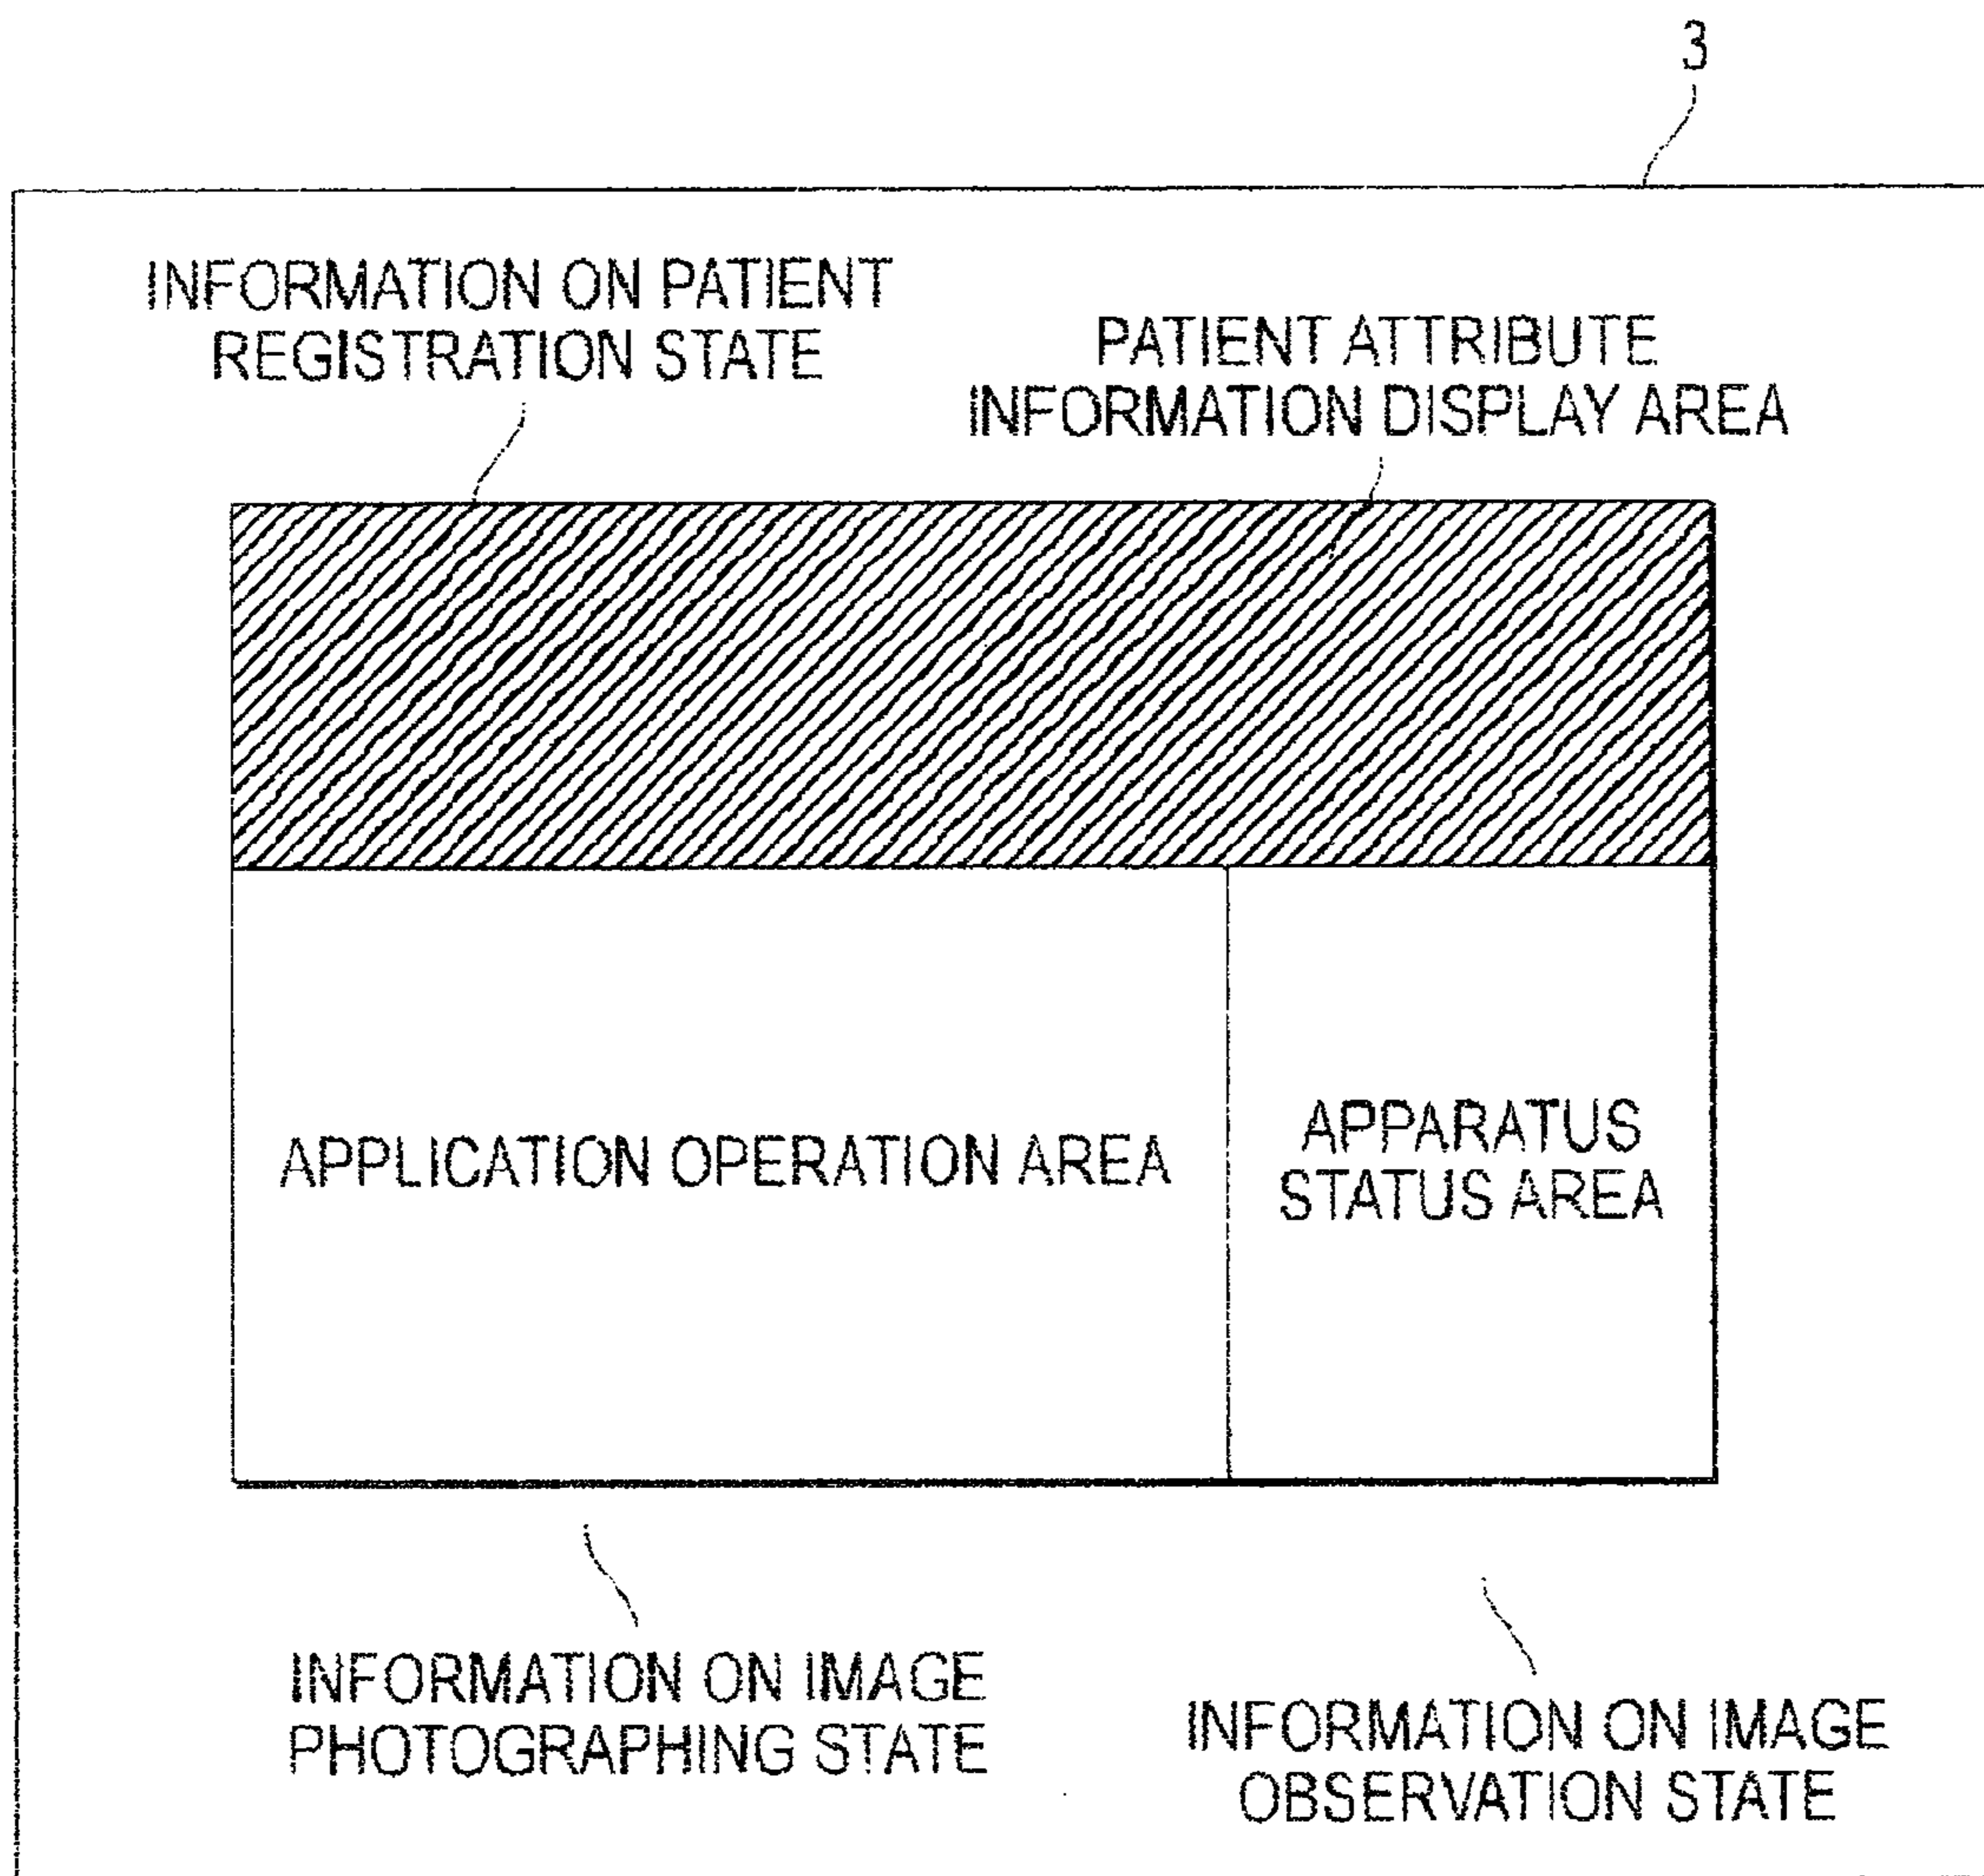 3
INFORMATION ON PATIENT
REGISTRATION STATE
PATIENT ATTRIBUTE
INFORMATION DISPLAY AREA
APPLICATION OPERATION AREA
APPARATUS
STATUS AREA
INFORMATION ON IMAGE
PHOTOGRAPHING STATE
INFORMATION ON IMAGE
OBSERVATION STATE